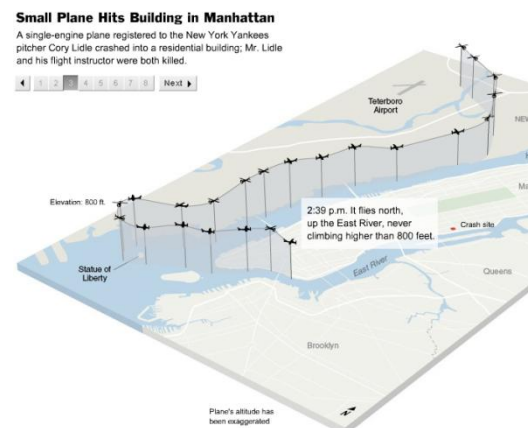 Small Plane Hits Building in Manhattan
A single-engine plane registered to the New York Yankees
pitcher Cory Lidle crashed into a residential building; Mr. Lidle
and his flight instructor were both killed.
1 2 3 4 5 6 7 8 Next
Teterboro
Airport
NEW
Elevation: 800 ft.
2:39 p.m. It flies north,
up the East River, never
climbing higher than 800 feet.
Ma
Crash site
Statue of
Liberty
East River
Queens
Brooklyn
N
Plane's altitude has
been exaggerated